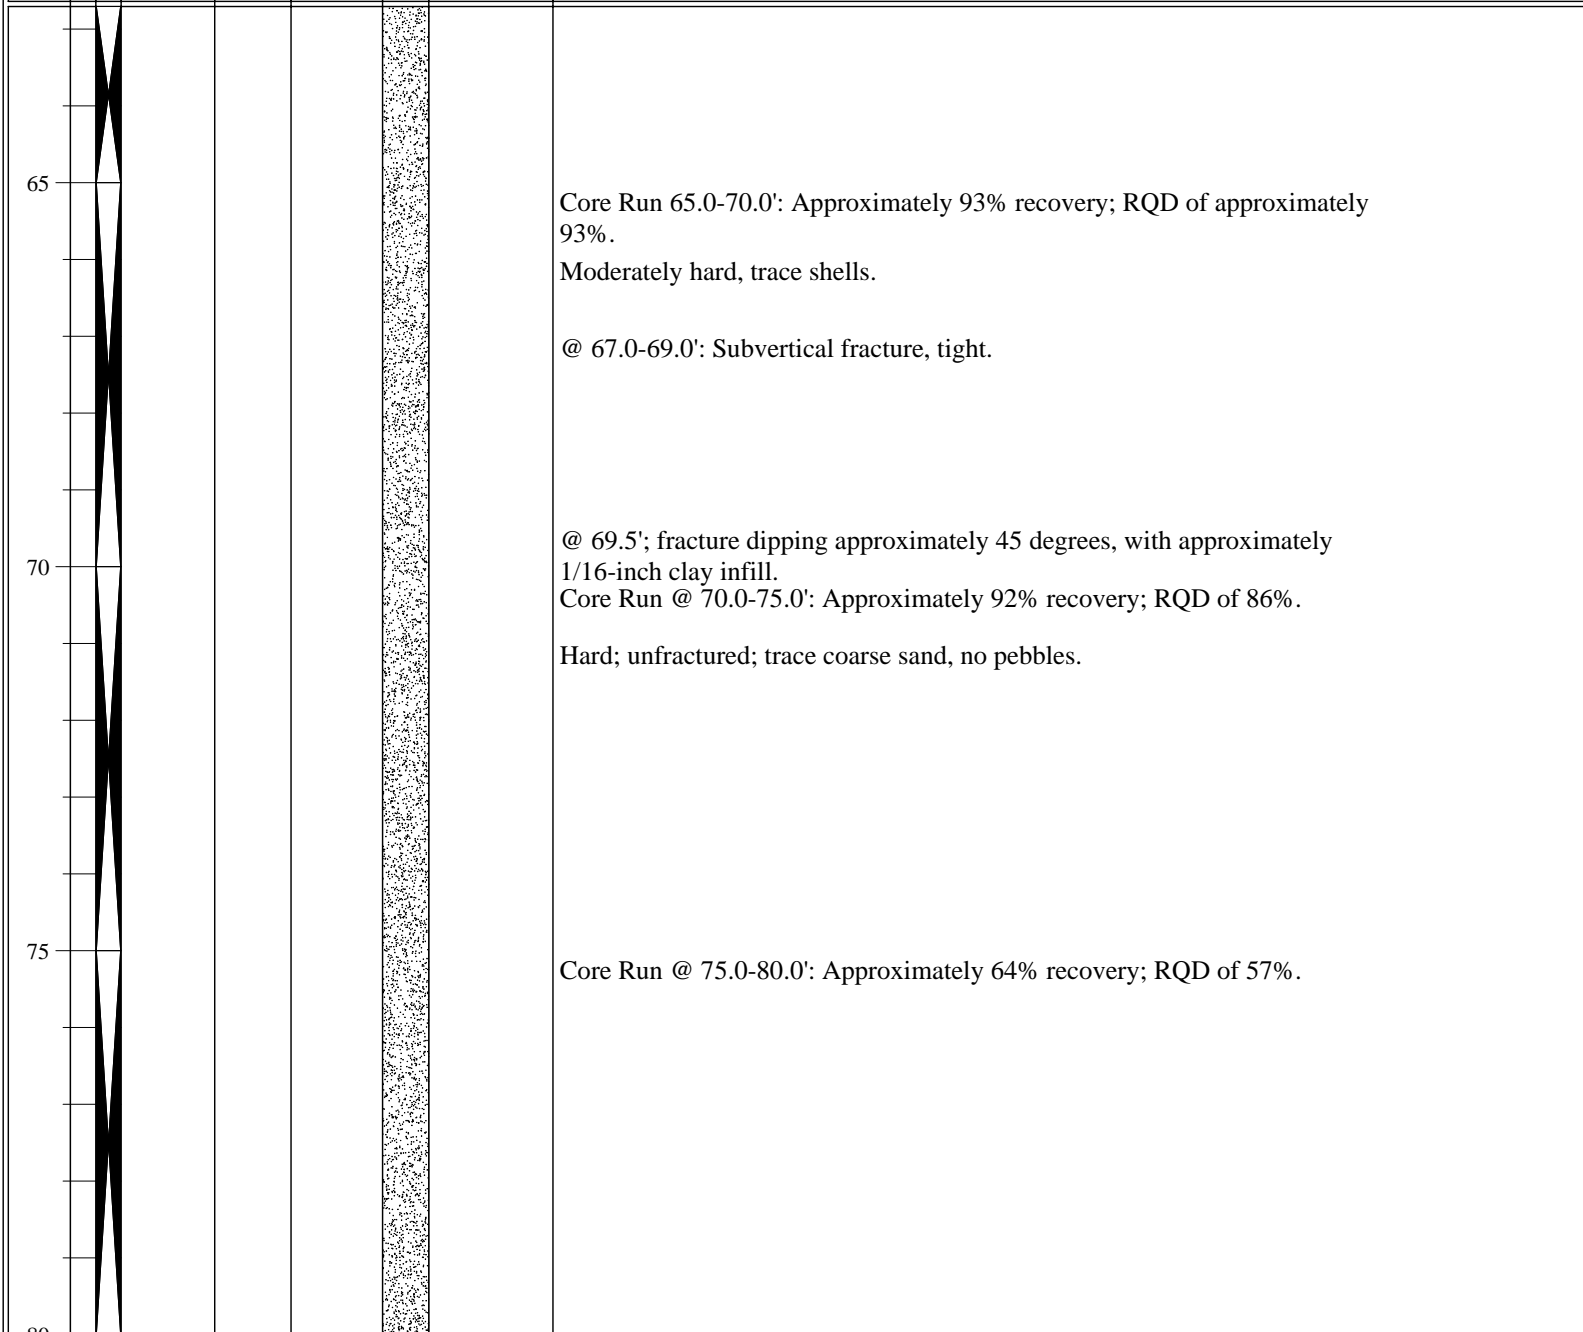 65
Core Run 65.0-70.0': Approximately 93% recovery; RQD of approximately
93%.
Moderately hard, trace shells.
@ 67.0-69.0': Subvertical fracture, tight.
@ 69.5'; fracture dipping approximately 45 degrees, with approximately
70
1/16-inch clay infill.
Core Run @ 70.0-75.0': Approximately 92% recovery; RQD of 86%.
Hard; unfractured; trace coarse sand, no pebbles.
75
Core Run @ 75.0-80.0': Approximately 64% recovery; RQD of 57%.
80